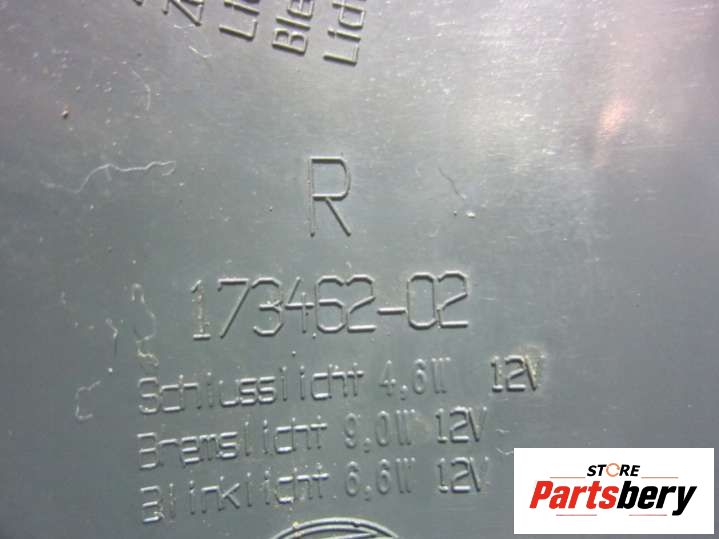 R
173462-02
Schlusslicht 4,6W 12V
Bremslicht 9,0W 12V
Blinklicht 6,6W 12V
STORE
Partsbery